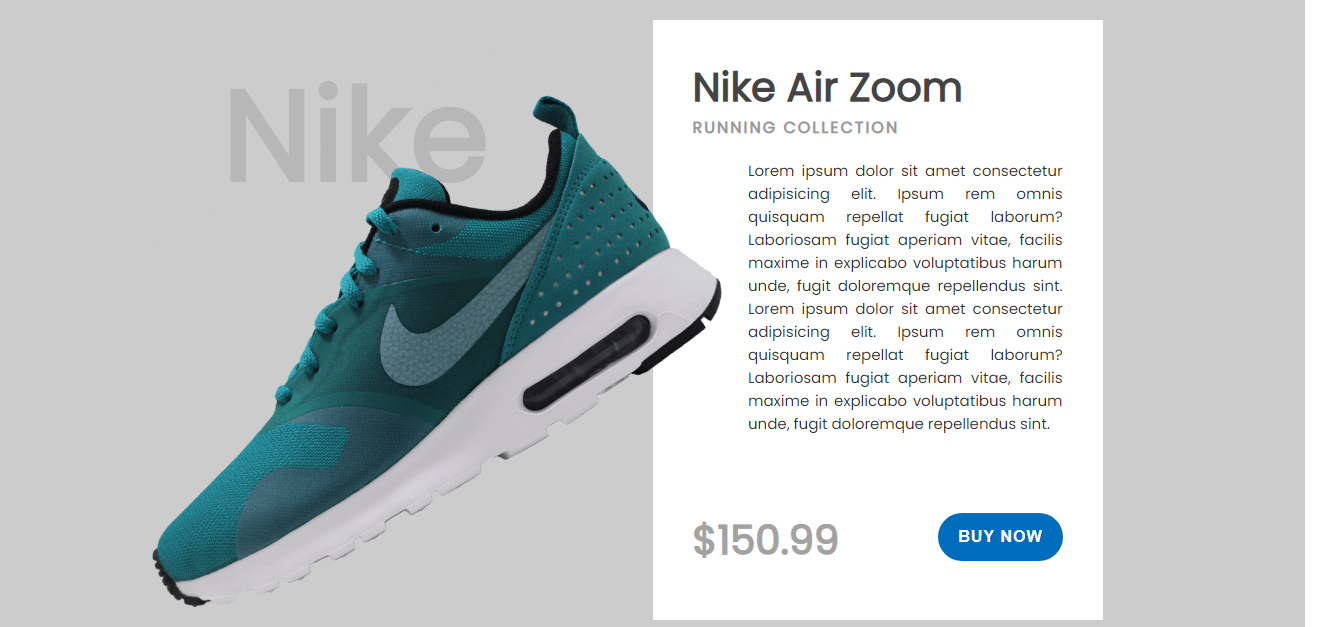 Nike
Nike Air Zoom
RUNNING COLLECTION
Lorem ipsum dolor sit amet consectetur
adipisicing elit. Ipsum rem omnis
quisquam repellat fugiat laborum?
Laboriosam fugiat aperiam vitae, facilis
maxime in explicabo voluptatibus harum
unde, fugit doloremque repellendus sint.
Lorem ipsum dolor sit amet consectetur
adipisicing elit. Ipsum rem omnis
quisquam repellat fugiat laborum?
Laboriosam fugiat aperiam vitae, facilis
maxime in explicabo voluptatibus harum
unde, fugit doloremque repellendus sint.
$150.99
BUY NOW